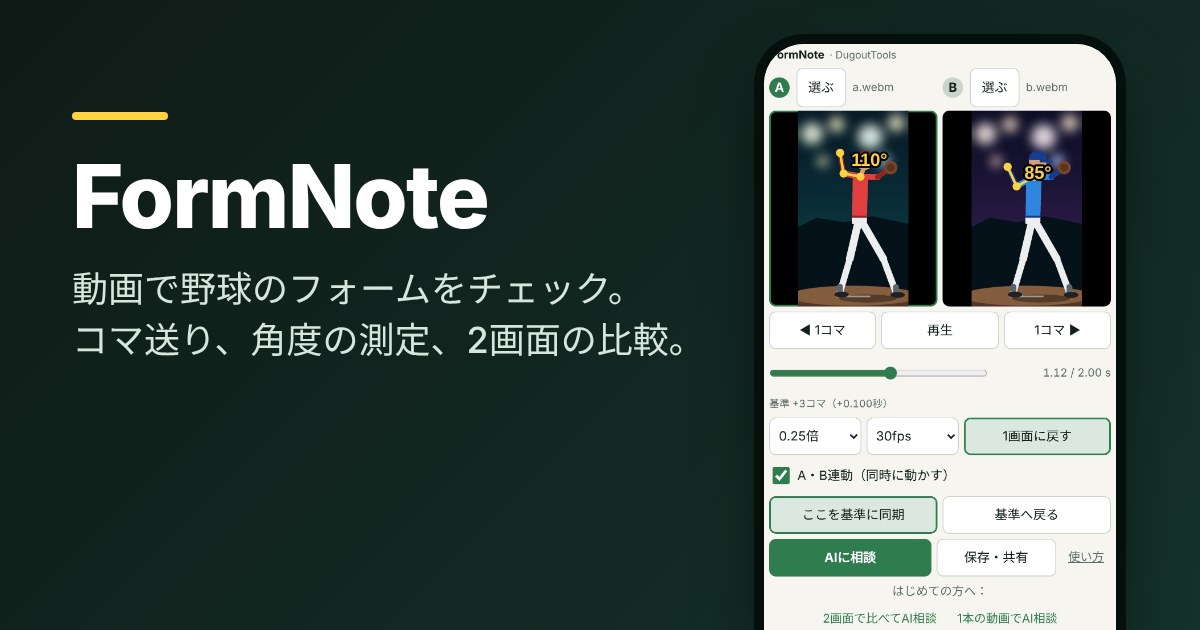 FormNote
動画で野球のフォームをチェック。
コマ送り、角度の測定、2画面の比較。
ormNote · DugoutTools
A 選ぶ a.webm
B 選ぶ b.webm
110°
85°
◀ 1コマ
再生
1コマ ▶
1.12 / 2.00 s
基準 +3コマ（+0.100秒）
0.25倍
30fps
1画面に戻す
A・B連動（同時に動かす）
ここを基準に同期
基準へ戻る
AIに相談
保存・共有
使い方
はじめての方へ：
2画面で比べてAI相談
1本の動画でAI相談